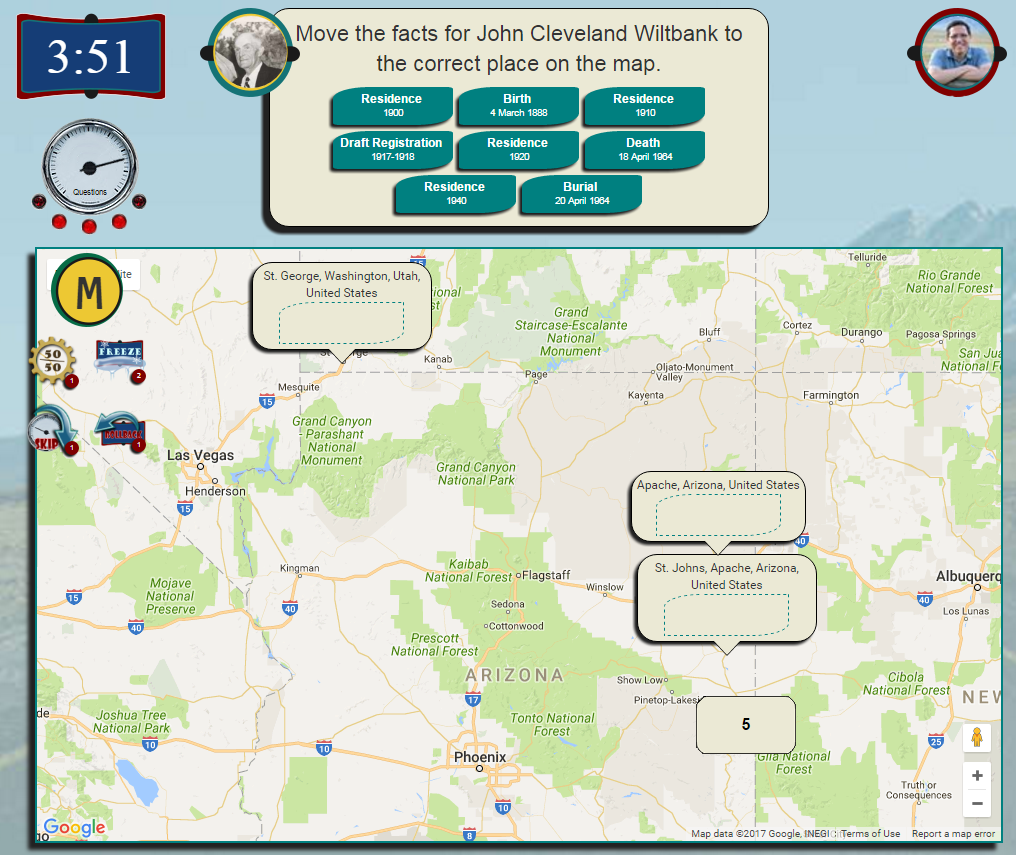 3:51
Move the facts for John Cleveland Wiltbank to
the correct place on the map.
Residence
1900
Birth
4 March 1888
Residence
1910
Draft Registration
1917-1918
Residence
1920
Death
18 April 1964
Residence
1940
Burial
20 April 1964
Questions
M
lite
50
50
1
FREEZE
2
SKIP
1
ROLLBACK
1
St. George, Washington, Utah,
United States
Kanab
Mesquite
15
Grand Canyon
- Parashant
National
Monument
Las Vegas
Henderson
15
Grand
Staircase-Escalante
National
Monument
Page
Bluff
Oljato-Monument
Valley
Kayenta
Telluride
Rio Grande
National Forest
Cortez
Durango
Pagosa Springs
San Jua
National F
Farmington
Grand Canyon
National Park
Apache, Arizona, United States
40
St. Johns, Apache, Arizona,
United States
Kingman
40
Kaibab
National Forest
Flagstaff
Winslow
Sedona
Cottonwood
Prescott
National Forest
ARIZONA
17
Mojave
National
Preserve
15
40
Albuquerq
40
Los Lunas
Show Low
Pinetop-Lakesi
5
Cibola
National Forest
NEW
de
Joshua Tree
National Park
10
10
Phoenix
10
8
Tonto National
Forest
Gila National
Forest
25
Truth or
Consequences
+
−
go
Google
Map data ©2017 Google, INEGI
Terms of Use
Report a map error